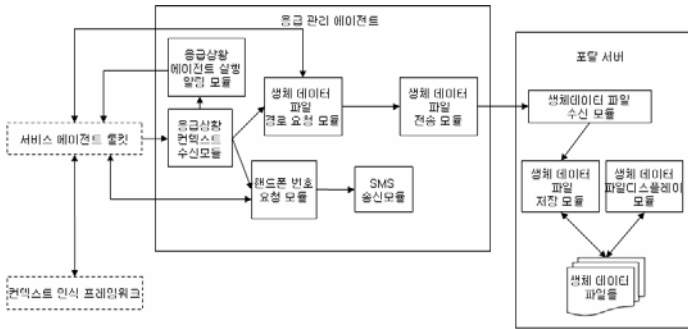 응급 관리 에이전트
응급상황
에이전트 실행
알림 모듈
생체 데이터
파일
경로 요청 모듈
생체 데이터
파일
전송 모듈
응급상황
컨텍스트
수신모듈
핸드폰 번호
요청 모듈
SMS
송신모듈
서비스 에이전트 툴킷
컨텍스트 인식 프레임워크
포탈 서버
생체데이터 파일
수신 모듈
생체 데이터
파일
저장 모듈
생체 데이터
파일디스플레이
모듈
생체 데이터
파일들